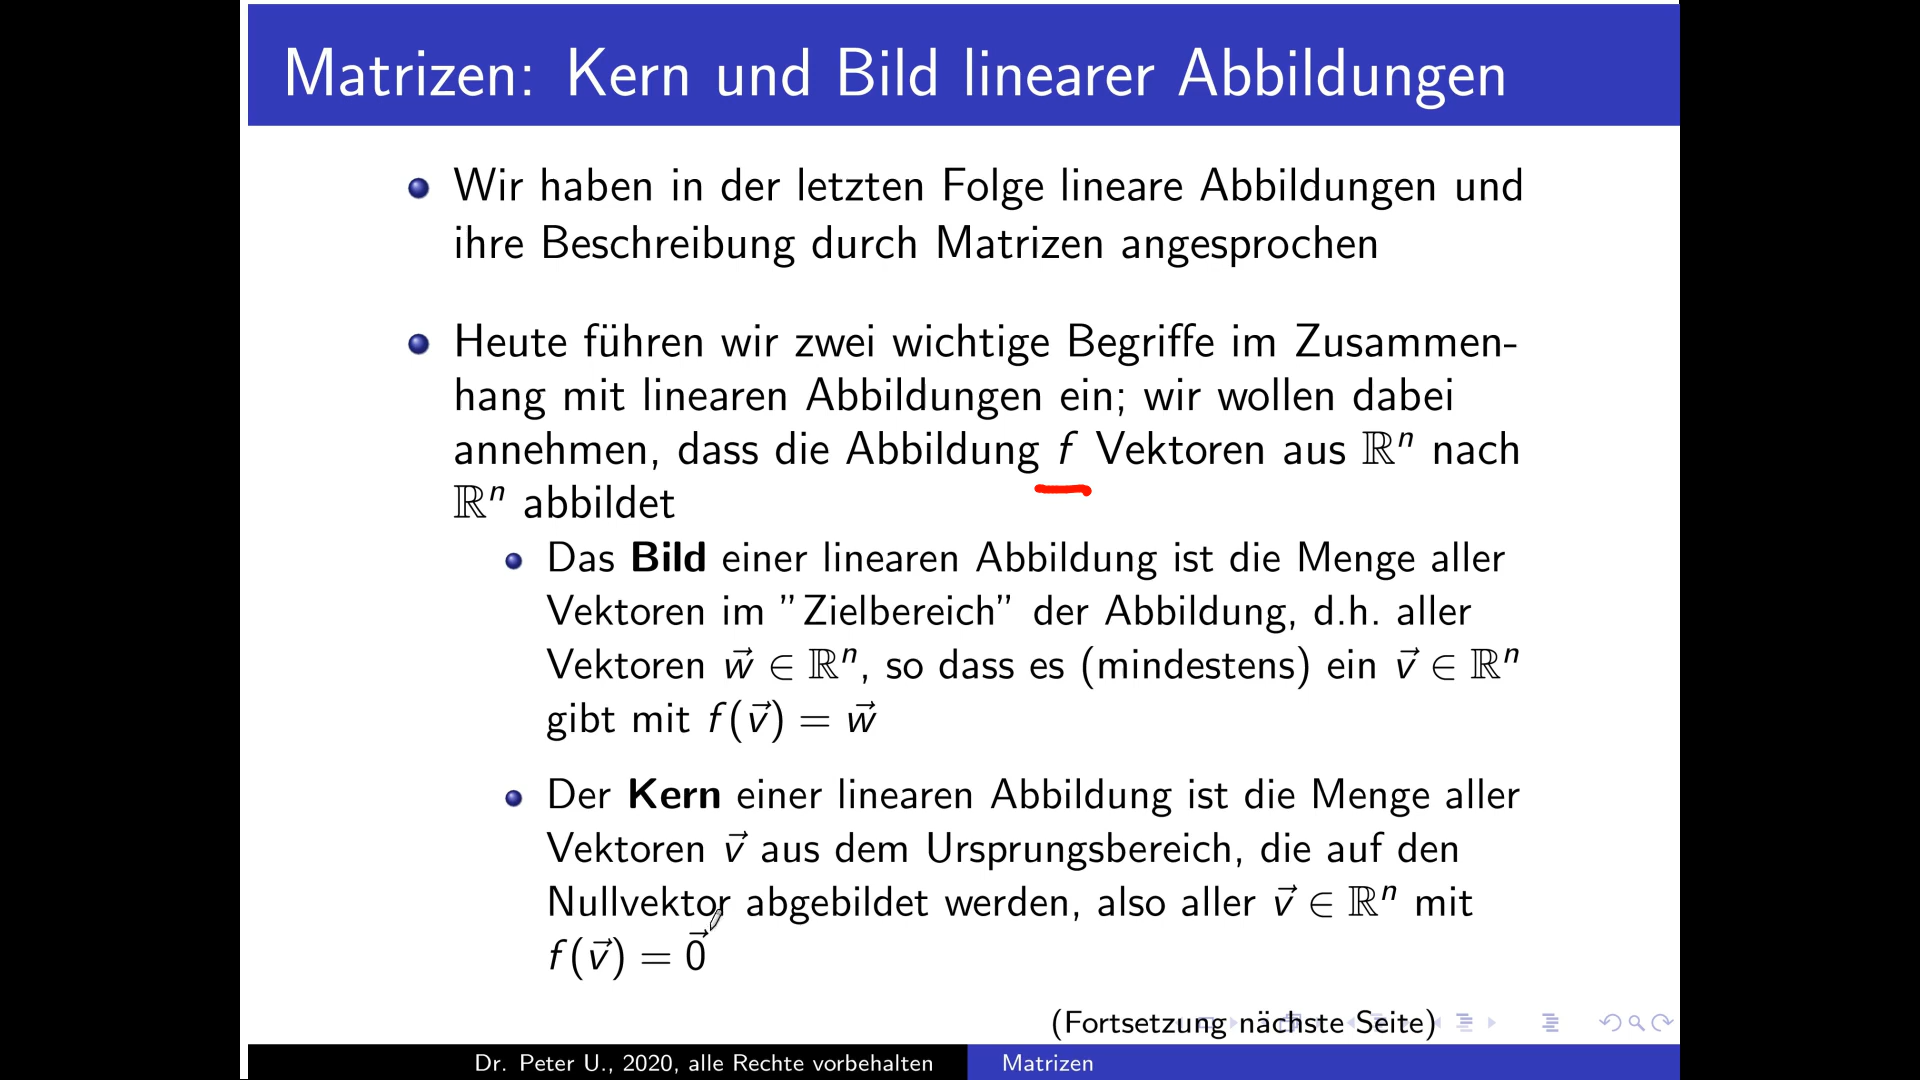 Matrizen: Kern und Bild linearer Abbildungen
Wir haben in der letzten Folge lineare Abbildungen und
ihre Beschreibung durch Matrizen angesprochen
Heute führen wir zwei wichtige Begriffe im Zusammen-
hang mit linearen Abbildungen ein; wir wollen dabei
annehmen, dass die Abbildung f Vektoren aus ℝⁿ nach
ℝⁿ abbildet
Das Bild einer linearen Abbildung ist die Menge aller
Vektoren im ”Zielbereich” der Abbildung, d.h. aller
Vektoren w⃗ ∈ ℝⁿ, so dass es (mindestens) ein v⃗ ∈ ℝⁿ
gibt mit f(v⃗) = w⃗
Der Kern einer linearen Abbildung ist die Menge aller
Vektoren v⃗ aus dem Ursprungsbereich, die auf den
Nullvektor abgebildet werden, also aller v⃗ ∈ ℝⁿ mit
f(v⃗) = 0⃗
(Fortsetzung nächste Seite)
Dr. Peter U., 2020, alle Rechte vorbehalten
Matrizen